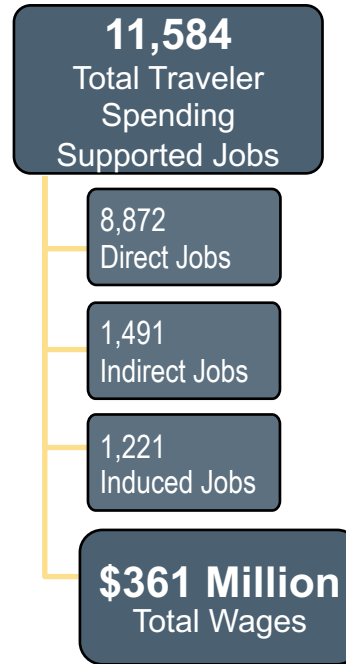 11,584
Total Traveler
Spending
Supported Jobs
8,872
Direct Jobs
1,491
Indirect Jobs
1,221
Induced Jobs
$361 Million
Total Wages